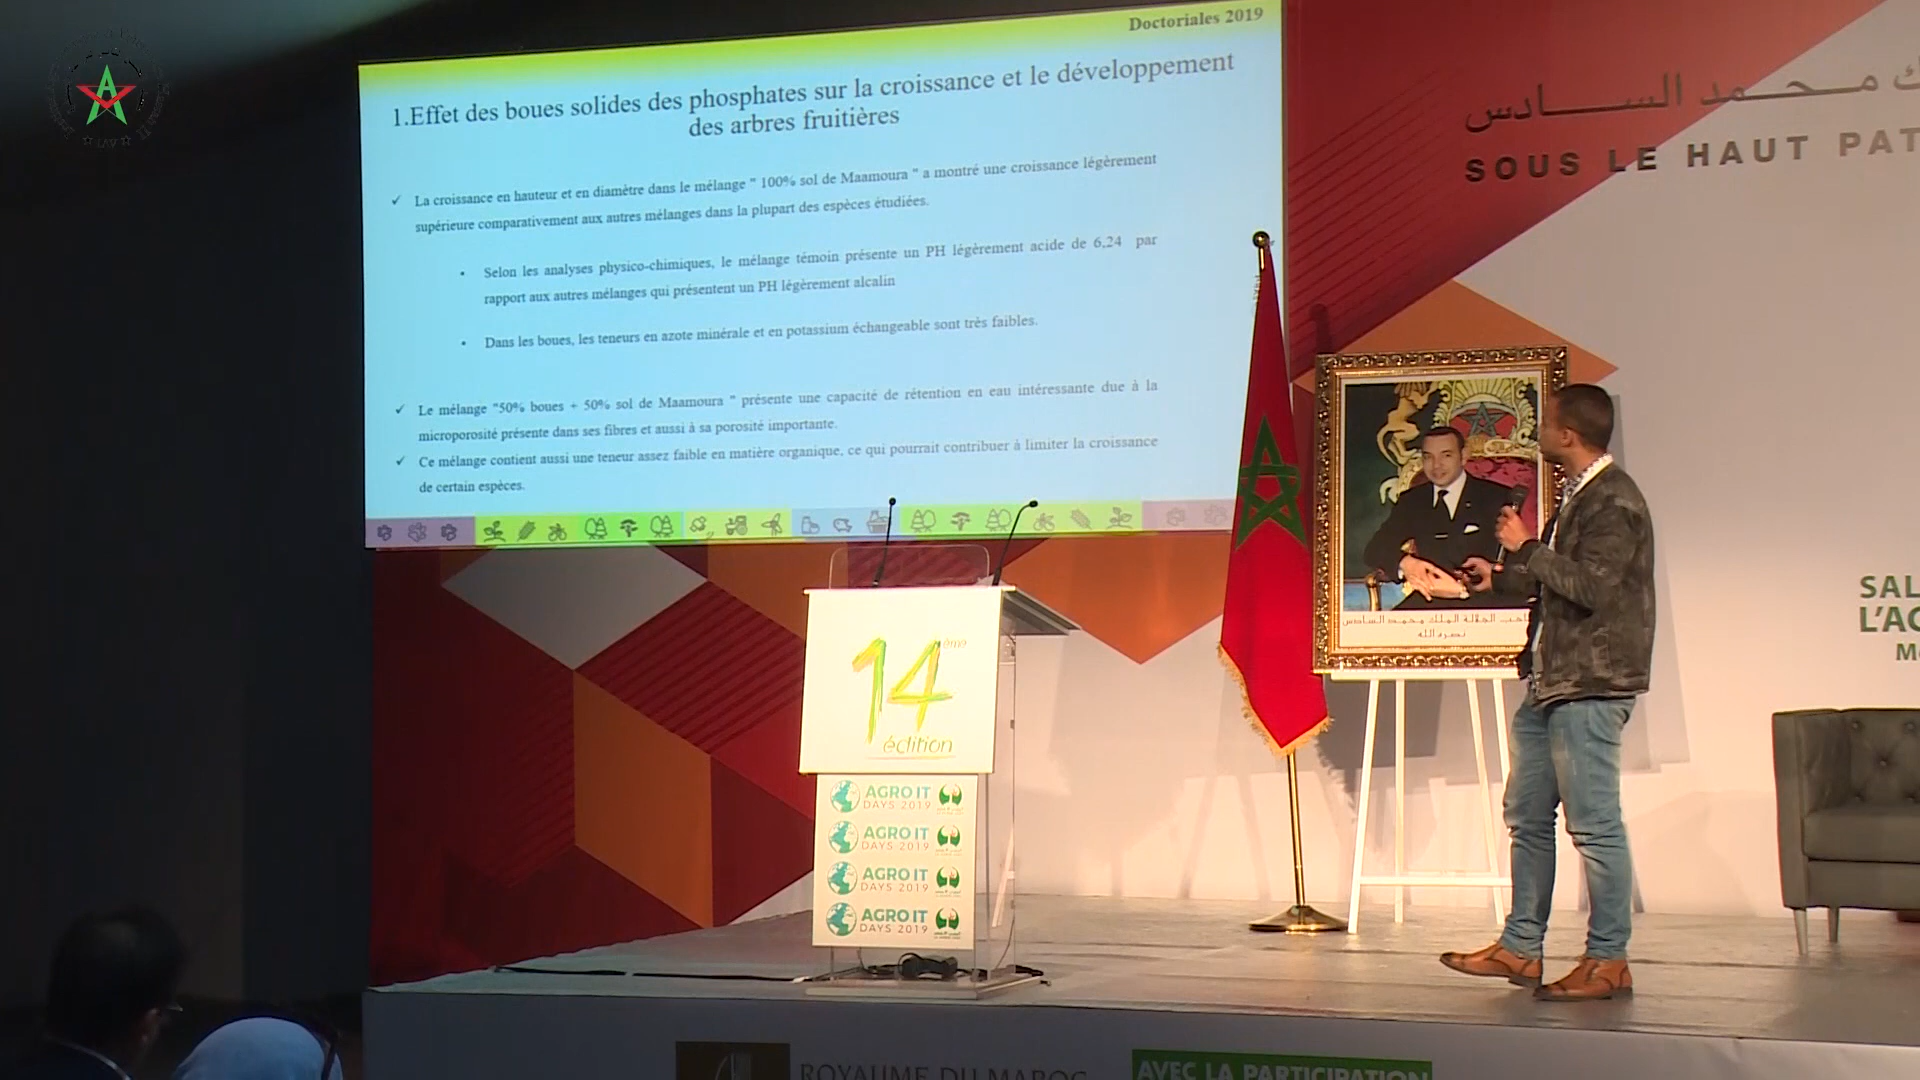 Doctoriales 2019
1.Effet des boues solides des phosphates sur la croissance et le développement
des arbres fruitières
✓ La croissance en hauteur et en diamètre dans le mélange " 100% sol de Maamoura " a montré une croissance légèrement
supérieure comparativement aux autres mélanges dans la plupart des espèces étudiées.
• Selon les analyses physico-chimiques, le mélange témoin présente un PH légèrement acide de 6,24 par
rapport aux autres mélanges qui présentent un PH légèrement alcalin
• Dans les boues, les teneurs en azote minérale et en potassium échangeable sont très faibles.
✓ Le mélange "50% boues + 50% sol de Maamoura " présente une capacité de rétention en eau intéressante due à la
microporosité présente dans ses fibres et aussi à sa porosité importante.
✓ Ce mélange contient aussi une teneur assez faible en matière organique, ce qui pourrait contribuer à limiter la croissance
de certain espèces.
ك محمد السادس
SOUS LE HAUT PAT
الجلالة الملك محمد السادس
نصره الله
SAL
L'AG
14ème
édition
AGRO IT
DAYS 2019
AGRO IT
DAYS 2019
AGRO IT
DAYS 2019
AGRO IT
DAYS 2019
ROYAUME DU MAROC
AVEC LA PARTICIPATION
IAV